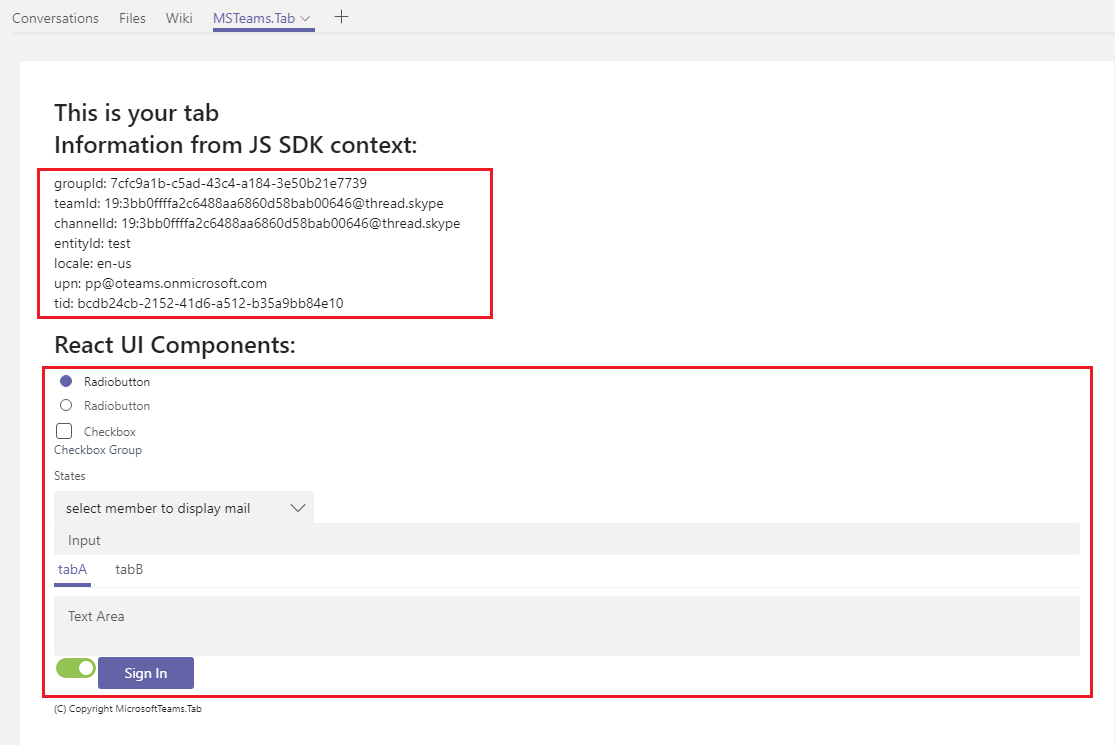 Conversations Files Wiki MSTeams.Tab
This is your tab
Information from JS SDK context:
groupId: 7cfc9a1b-c5ad-43c4-a184-3e50b21e7739
teamId: 19:3bb0ffffa2c6488aa6860d58bab00646@thread.skype
channelId: 19:3bb0ffffa2c6488aa6860d58bab00646@thread.skype
entityId: test
locale: en-us
upn: pp@oteams.onmicrosoft.com
tid: bcdb24cb-2152-41d6-a512-b35a9bb84e10
React UI Components:
Radiobutton
Radiobutton
Checkbox
Checkbox Group
States
select member to display mail
Input
tabA tabB
Text Area
Sign In
(C) Copyright MicrosoftTeams.Tab